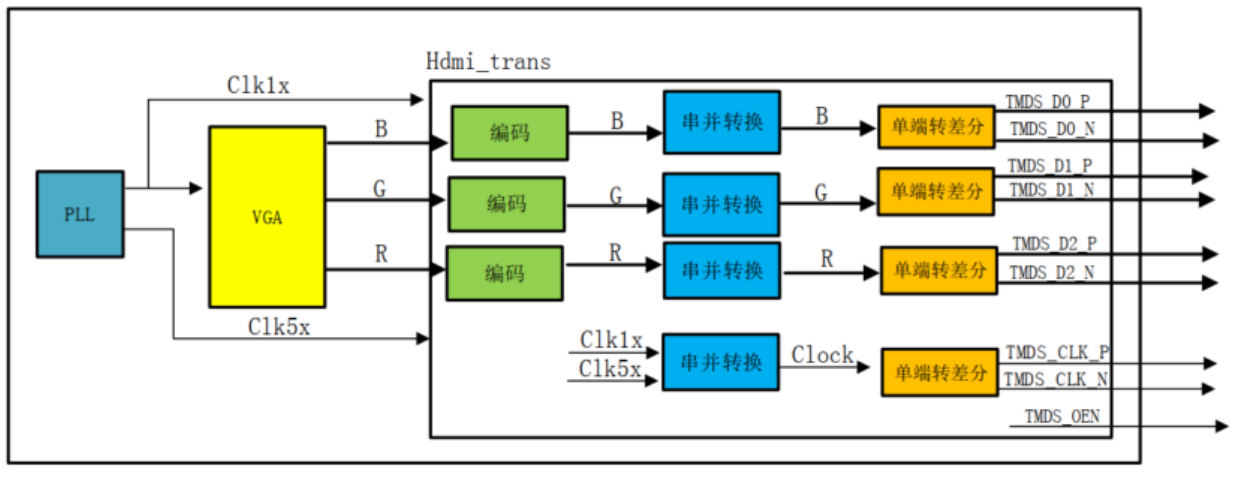 Hdmi_trans
Clk1x
PLL
VGA
B
G
R
Clk5x
编码
B
串并转换
B
单端转差分
TMDS_D0_P
TMDS_D0_N
编码
G
串并转换
G
单端转差分
TMDS_D1_P
TMDS_D1_N
编码
R
串并转换
R
单端转差分
TMDS_D2_P
TMDS_D2_N
Clk1x
Clk5x
串并转换
Clock
单端转差分
TMDS_CLK_P
TMDS_CLK_N
TMDS_OEN